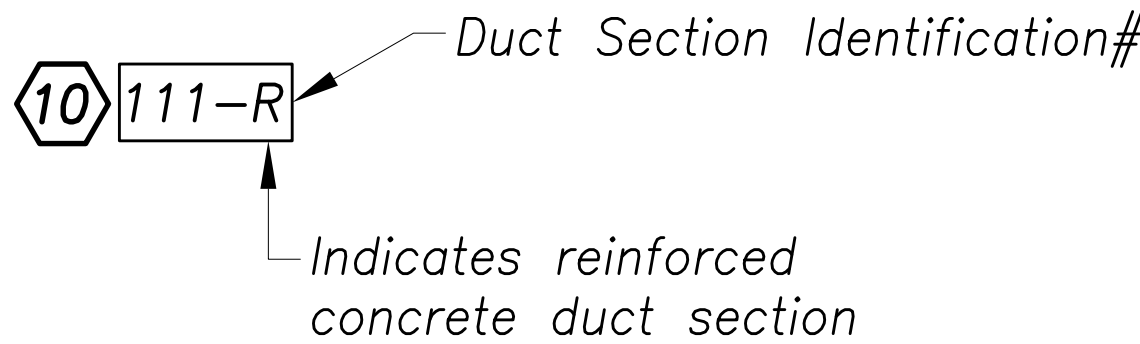 Duct Section Identification#
10 111-R
Indicates reinforced
concrete duct section